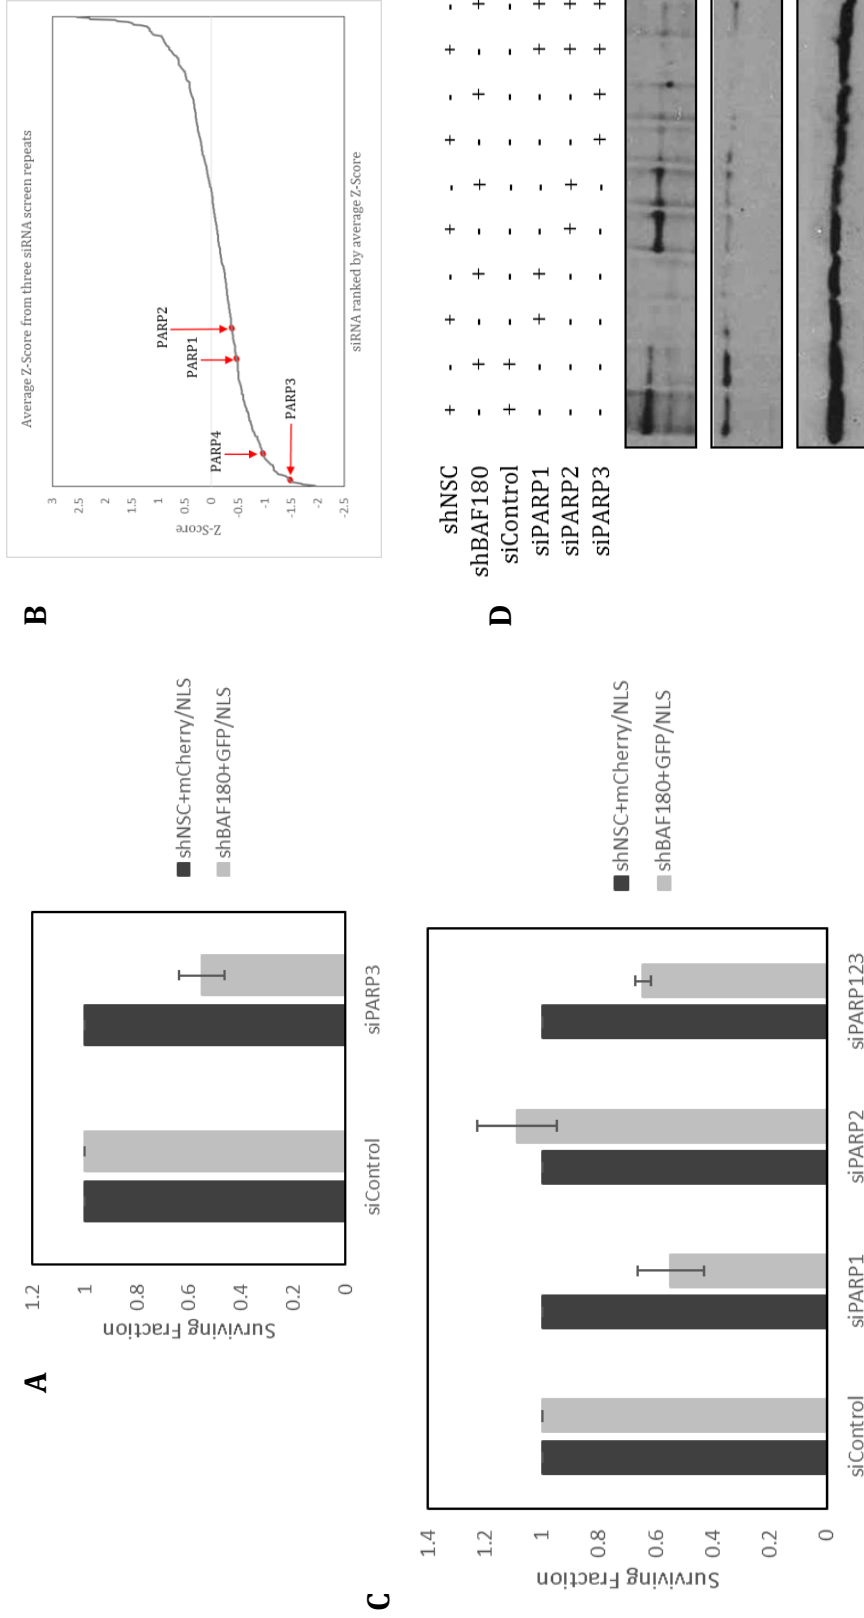 A
1.2
1
0.8
0.6
0.4
0.2
0
Surviving Fraction
siControl
siPARP3
shNSC+mCherry/NLS
shBAF180+GFP/NLS
B
Average Z-Score from three siRNA screen repeats
3
2.5
2
1.5
1
0.5
0
-0.5
-1
-1.5
-2
-2.5
Z-Score
PARP4
PARP3
PARP1
PARP2
siRNA ranked by average Z-Score
C
1.4
1.2
1
0.8
0.6
0.4
0.2
0
Surviving Fraction
siControl
siPARP1
siPARP2
siPARP123
shNSC+mCherry/NLS
shBAF180+GFP/NLS
D
shNSC + - + - + - + - + -
shBAF180 - + - + - + - + - +
siControl + + - - - - - - - -
siPARP1 - - + + - - - - + +
siPARP2 - - - - + + - - + +
siPARP3 - - - - - - + + + +